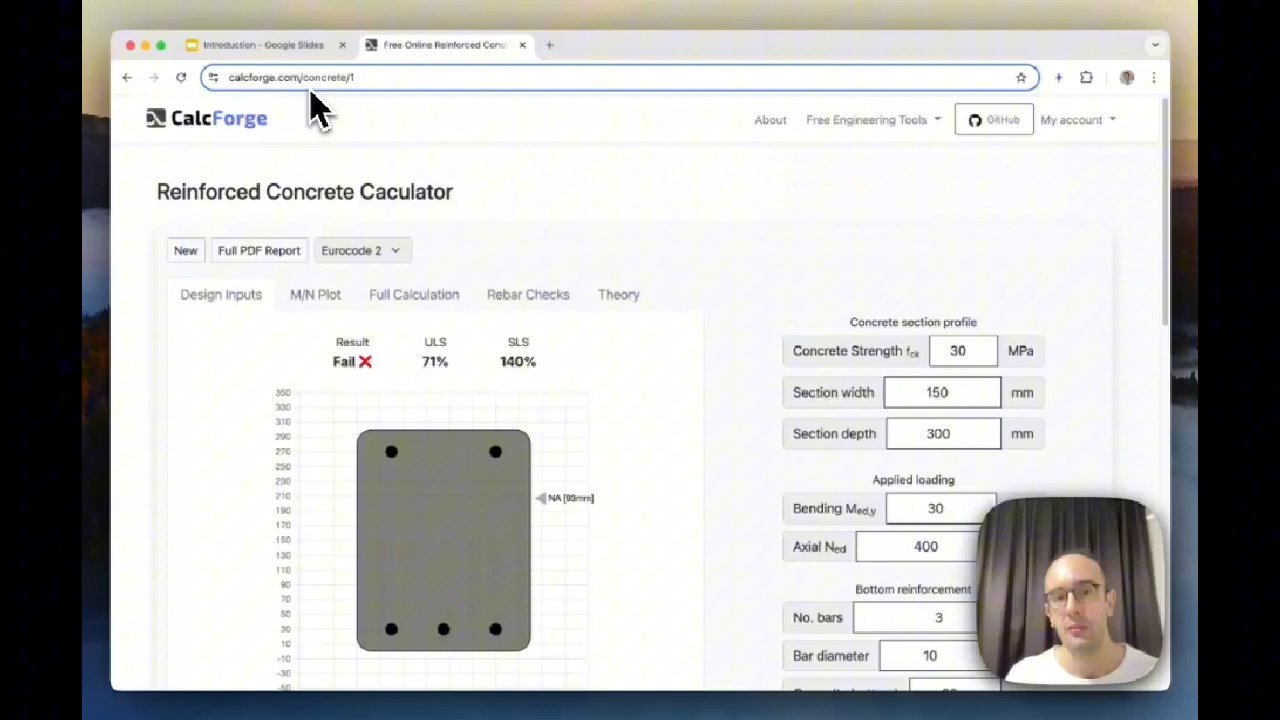 Introduction - Google Slides
Free Online Reinforced Conc
calcforge.com/concrete/1
CalcForge
About
Free Engineering Tools
GitHub
My account
Reinforced Concrete Caculator
New
Full PDF Report
Eurocode 2
Design Inputs
M/N Plot
Full Calculation
Rebar Checks
Theory
Result
ULS
SLS
Fail
71%
140%
350
330
310
290
270
250
230
210
190
170
150
130
110
90
70
50
30
10
-10
-30
-50
NA [93mm]
Concrete section profile
Concrete Strength fck 30 MPa
Section width 150 mm
Section depth 300 mm
Applied loading
Bending Med,y 30
Axial Ned 400
Bottom reinforcement
No. bars 3
Bar diameter 10